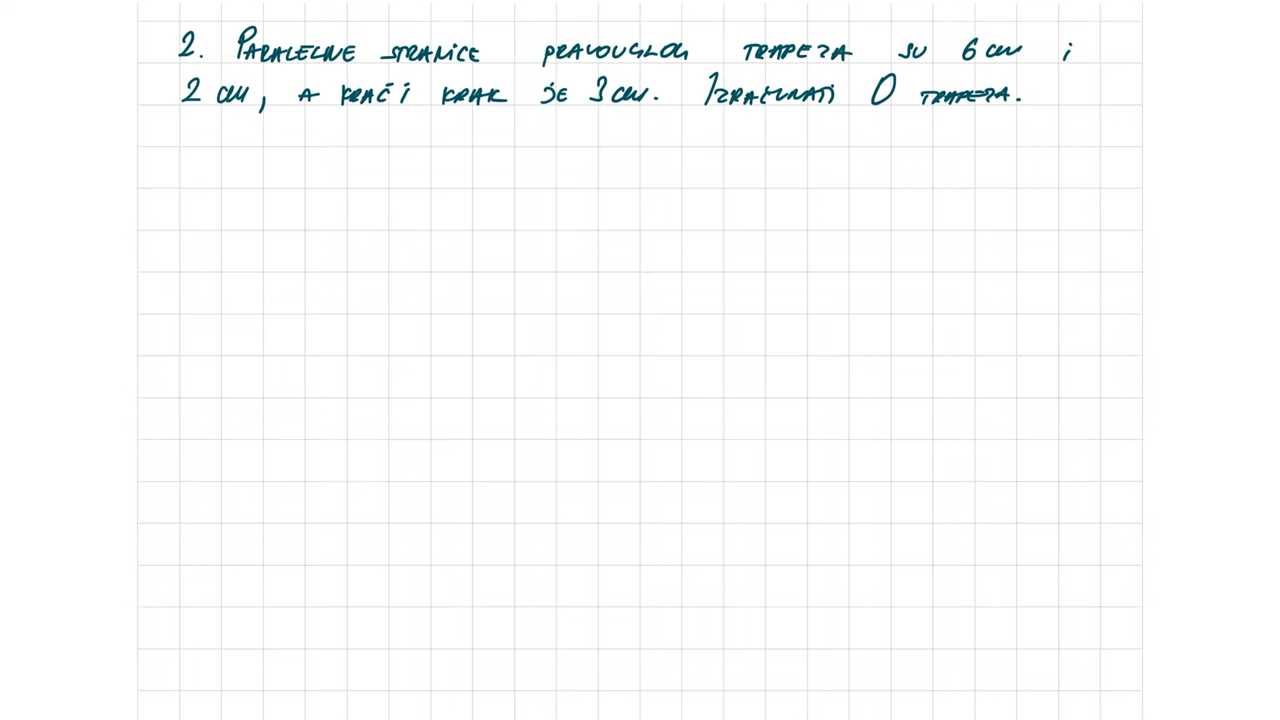 2. PARALELNE STRANICE PRAVOUGLOG TRAPEZA SU 6 cm i
2 cm, A KRAĆI KRAK JE 3 cm. IZRAČUNATI O TRAPEZA.